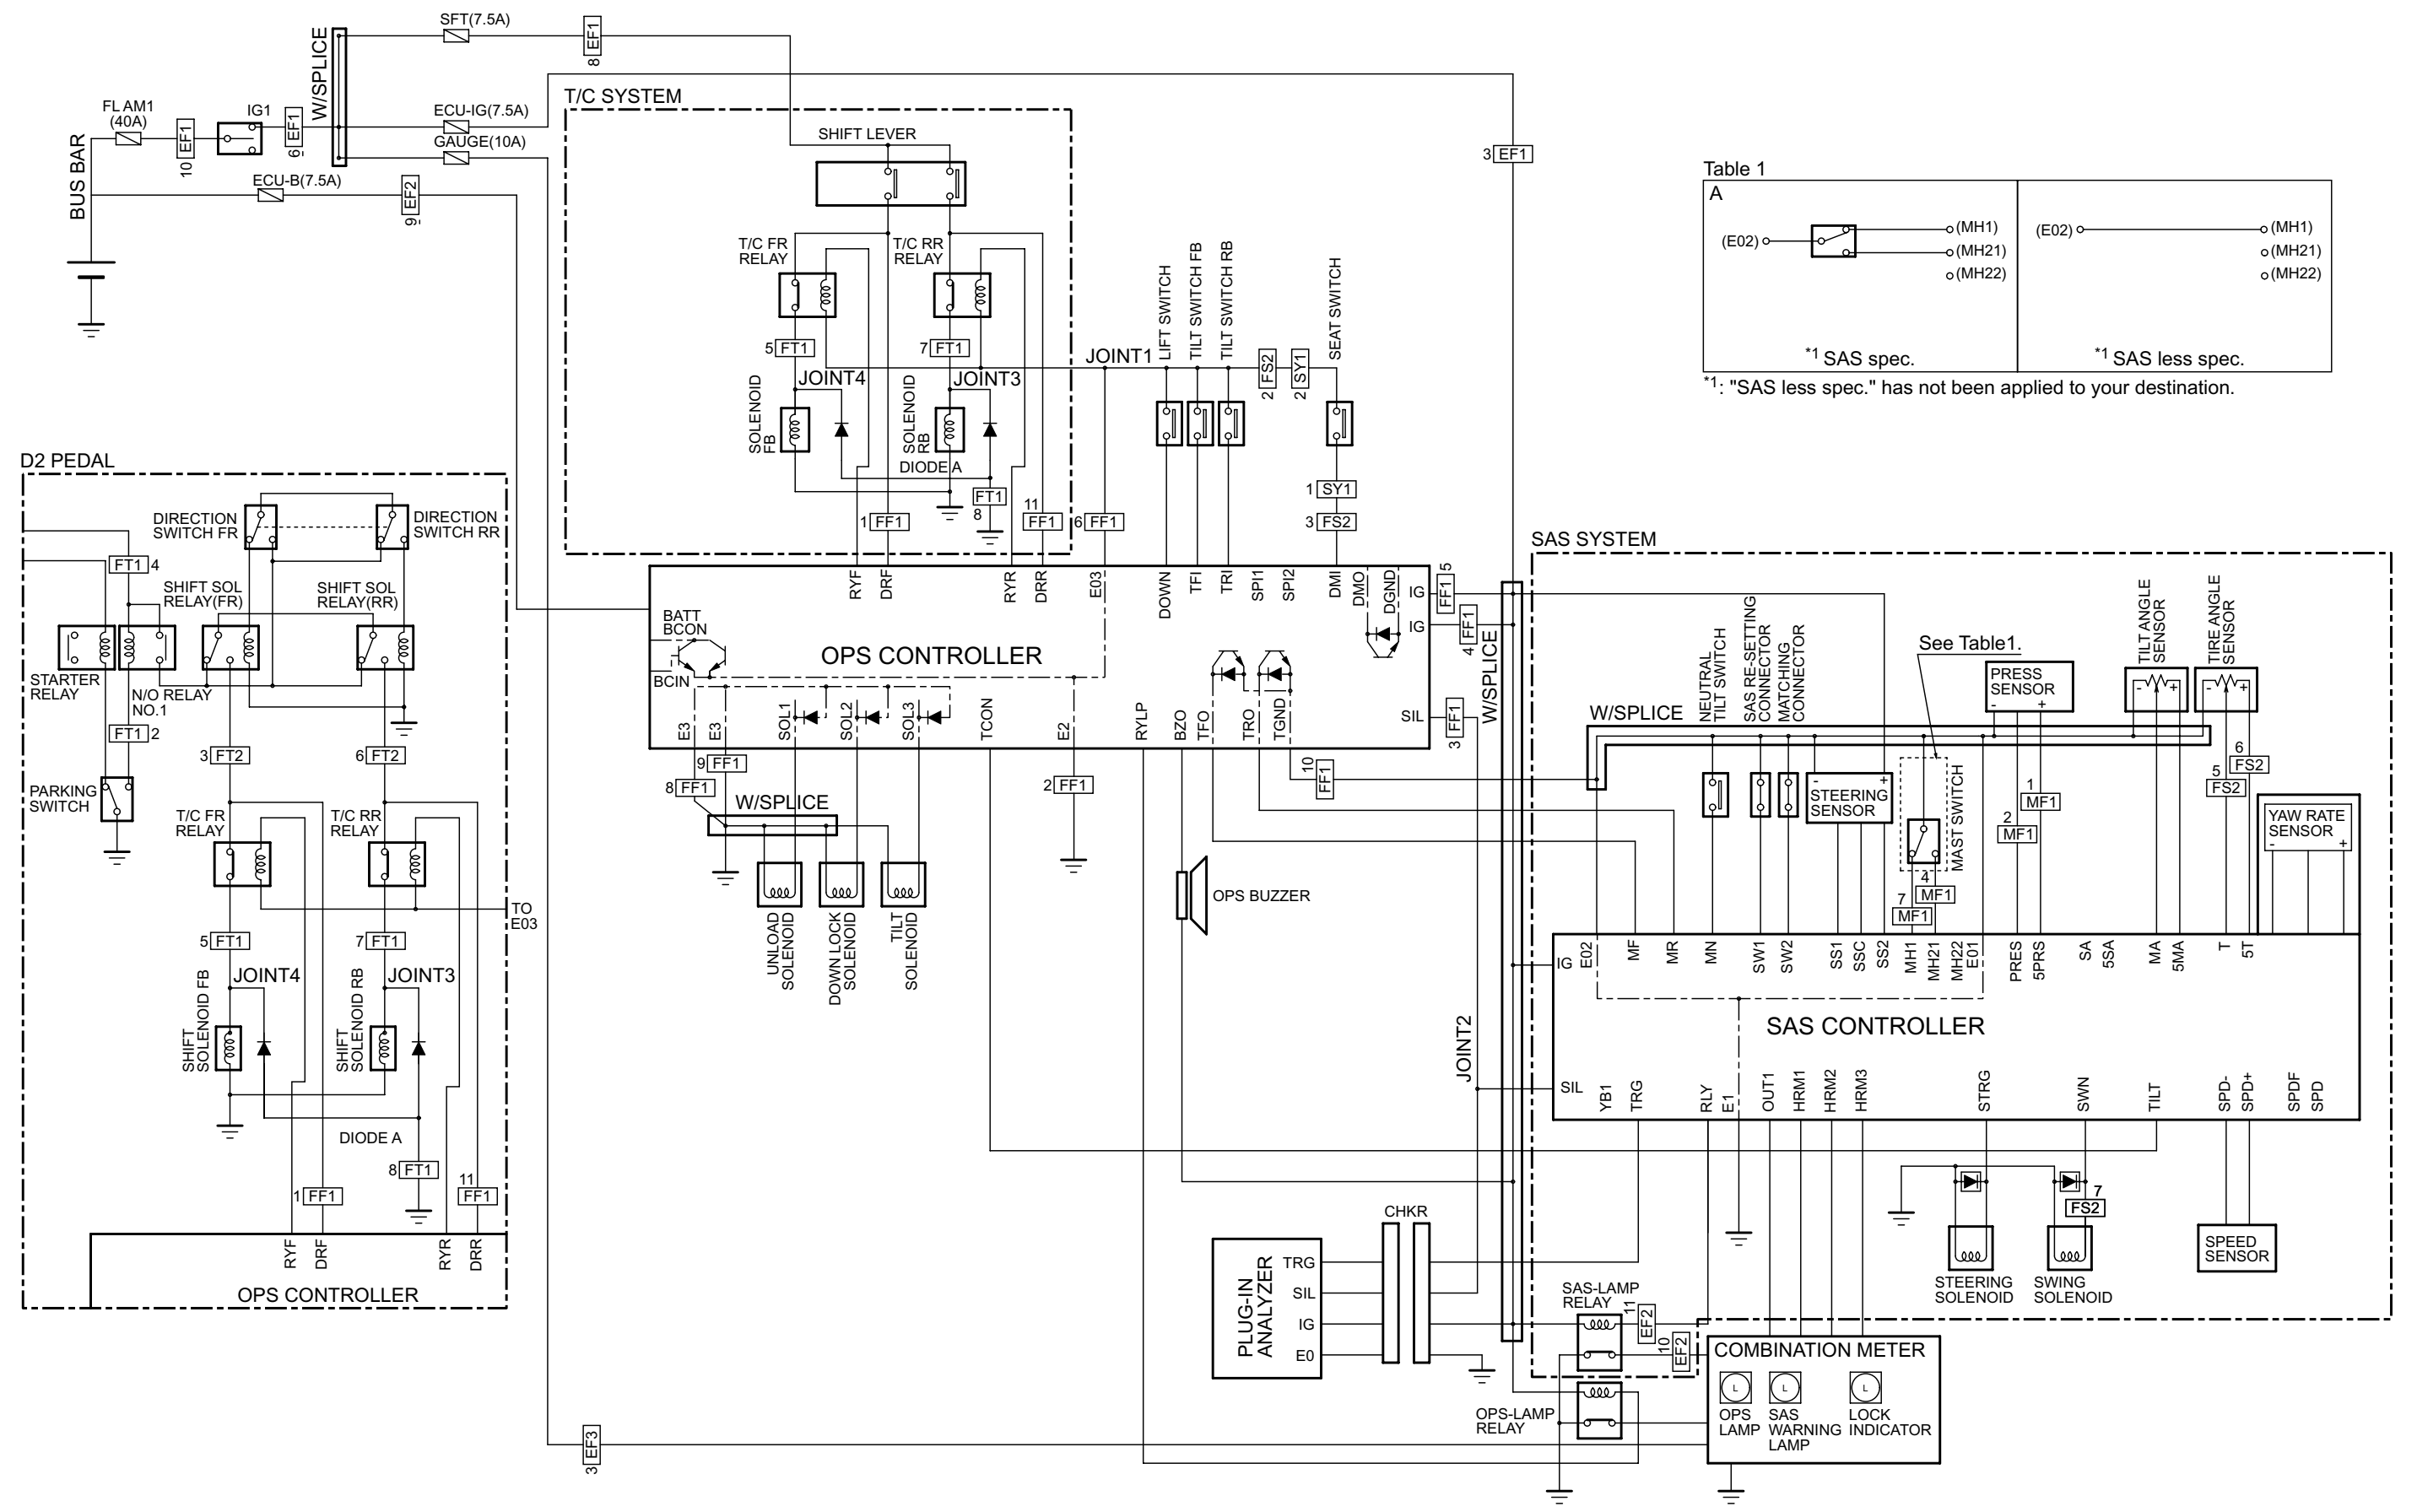 SFT(7.5A)
8 EF1
W/SPLICE
FL AM1
(40A)
10 EF1
IG1
6 EF1
ECU-IG(7.5A)
GAUGE(10A)
BUS BAR
ECU-B(7.5A)
9 EF2
3 EF1
T/C SYSTEM
SHIFT LEVER
T/C FR
RELAY
T/C RR
RELAY
5 FT1
7 FT1
JOINT4
JOINT3
JOINT1
SOLENOID
FB
SOLENOID
RB
DIODE A
FT1
8
1 FF1
11
FF1
6 FF1
LIFT SWITCH
TILT SWITCH FB
TILT SWITCH RB
2 FS2
2 SY1
SEAT SWITCH
1 SY1
3 FS2
Table 1
A
(E02)
(MH1)
(MH21)
(MH22)
*1 SAS spec.
(E02)
(MH1)
(MH21)
(MH22)
*1 SAS less spec.
*1: "SAS less spec." has not been applied to your destination.
D2 PEDAL
DIRECTION
SWITCH FR
DIRECTION
SWITCH RR
FT1 4
SHIFT SOL
RELAY(FR)
SHIFT SOL
RELAY(RR)
STARTER
RELAY
N/O RELAY
NO.1
FT1 2
3 FT2
6 FT2
PARKING
SWITCH
T/C FR
RELAY
T/C RR
RELAY
TO
E03
5 FT1
7 FT1
JOINT4
JOINT3
SHIFT
SOLENOID FB
SHIFT
SOLENOID RB
DIODE A
8 FT1
1 FF1
11
FF1
RYF
DRF
RYR
DRR
OPS CONTROLLER
RYF
DRF
RYR
DRR
E03
DOWN
TFI
TRI
SPI1
SPI2
DMI
DMO
DGND
IG
FF1 5
IG
4 FF1
BATT
BCON
BCIN
OPS CONTROLLER
E3
E3
SOL1
SOL2
SOL3
TCON
E2
RYLP
BZO
TFO
TRO
TGND
SIL
3 FF1
W/SPLICE
9 FF1
8 FF1
W/SPLICE
2 FF1
10
FF1
UNLOAD
SOLENOID
DOWN LOCK
SOLENOID
TILT
SOLENOID
OPS BUZZER
JOINT2
SAS SYSTEM
W/SPLICE
NEUTRAL
TILT SWITCH
SAS RE-SETTING
CONNECTOR
MATCHING
CONNECTOR
See Table1.
PRESS
SENSOR
- +
TILT ANGLE
SENSOR
- +
TIRE ANGLE
SENSOR
- +
- +
STEERING
SENSOR
MAST SWITCH
1
MF1
2
MF1
4
MF1
7
MF1
6
FS2
5
FS2
YAW RATE
SENSOR
- +
IG
E02
MF
MR
MN
SW1
SW2
SS1
SSC
SS2
MH1
MH21
MH22
E01
PRES
5PRS
SA
5SA
MA
5MA
T
5T
SAS CONTROLLER
SIL
YB1
TRG
RLY
E1
OUT1
HRM1
HRM2
HRM3
STRG
SWN
TILT
SPD-
SPD+
SPDF
SPD
7
FS2
STEERING
SOLENOID
SWING
SOLENOID
SPEED
SENSOR
CHKR
PLUG-IN
ANALYZER
TRG
SIL
IG
E0
SAS-LAMP
RELAY
11
EF2
10
EF2
OPS-LAMP
RELAY
COMBINATION METER
L
L
L
OPS
LAMP
SAS
WARNING
LAMP
LOCK
INDICATOR
3 EF3